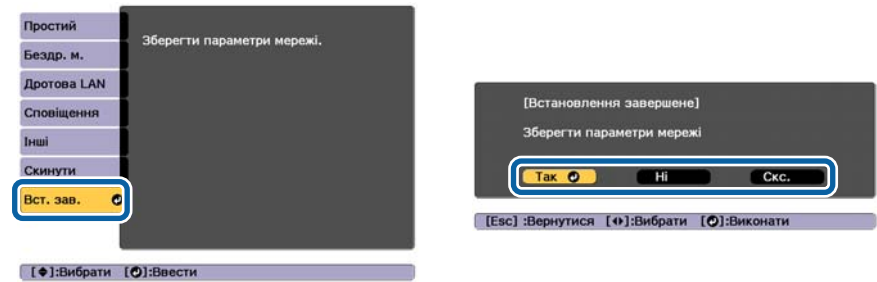 Простий
Бездр. м.
Дротова LAN
Сповіщення
Інші
Скинути
Вст. зав.
Зберегти параметри мережі.
[]:Вибрати []:Ввести
[Встановлення завершене]
Зберегти параметри мережі
Так Ні Скс.
[Esc] :Вернутися []:Вибрати []:Виконати